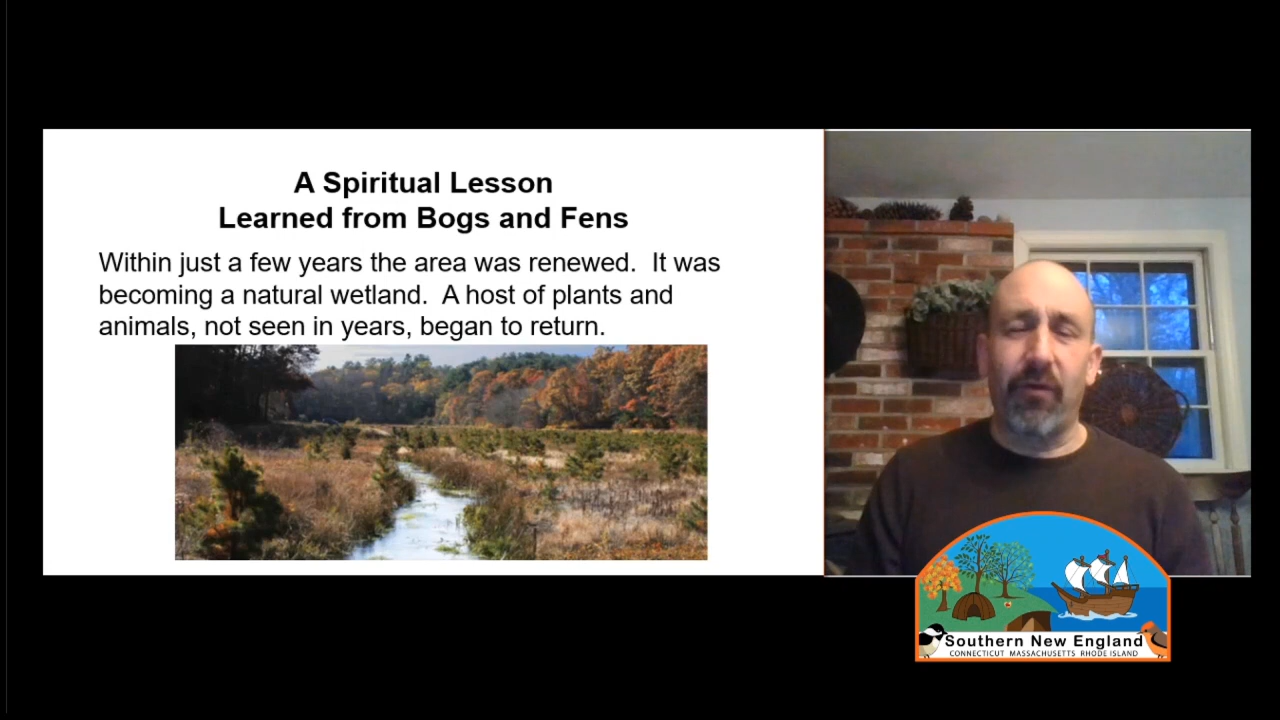 A Spiritual Lesson
Learned from Bogs and Fens
Within just a few years the area was renewed.  It was
becoming a natural wetland.  A host of plants and
animals, not seen in years, began to return.
Southern New England
CONNECTICUT MASSACHUSETTS RHODE ISLAND